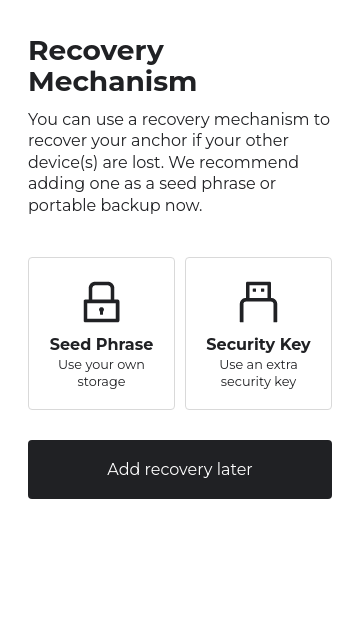 Recovery
Mechanism
You can use a recovery mechanism to
recover your anchor if your other
device(s) are lost. We recommend
adding one as a seed phrase or
portable backup now.
Seed Phrase
Use your own
storage
Security Key
Use an extra
security key
Add recovery later